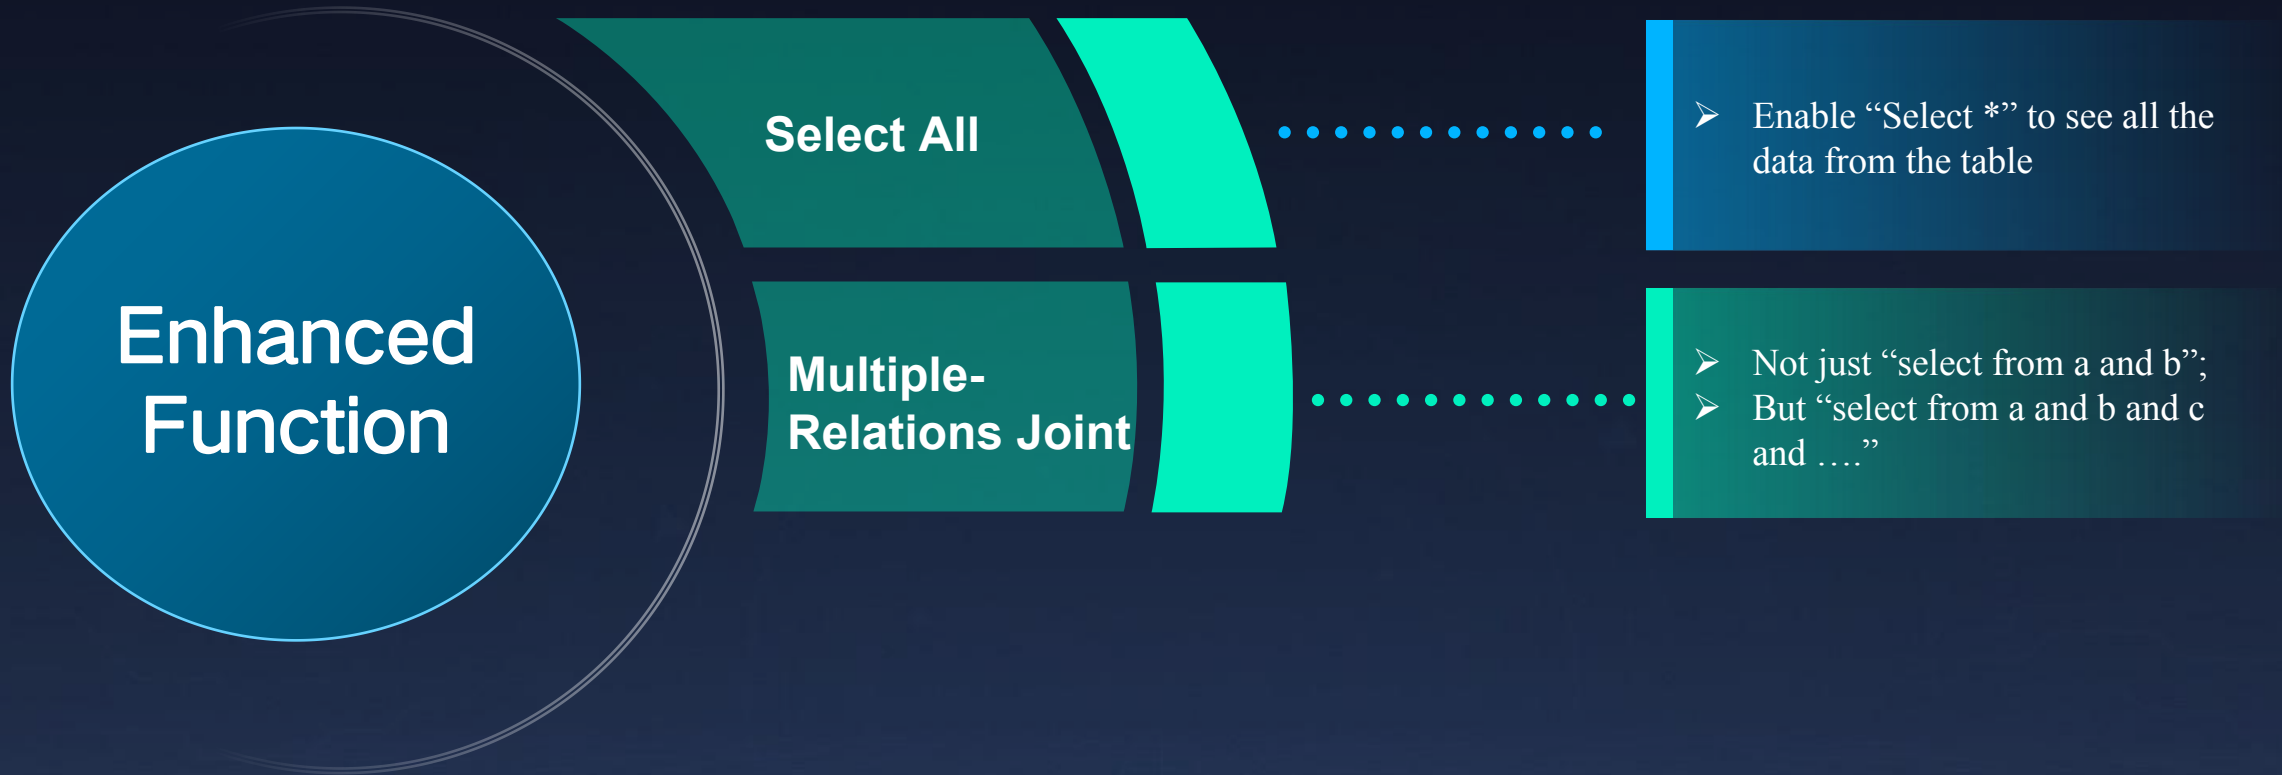 Enhanced
Function
Select All
➢ Enable “Select *” to see all the
data from the table
Multiple-
Relations Joint
➢ Not just “select from a and b”;
➢ But “select from a and b and c
and ….”